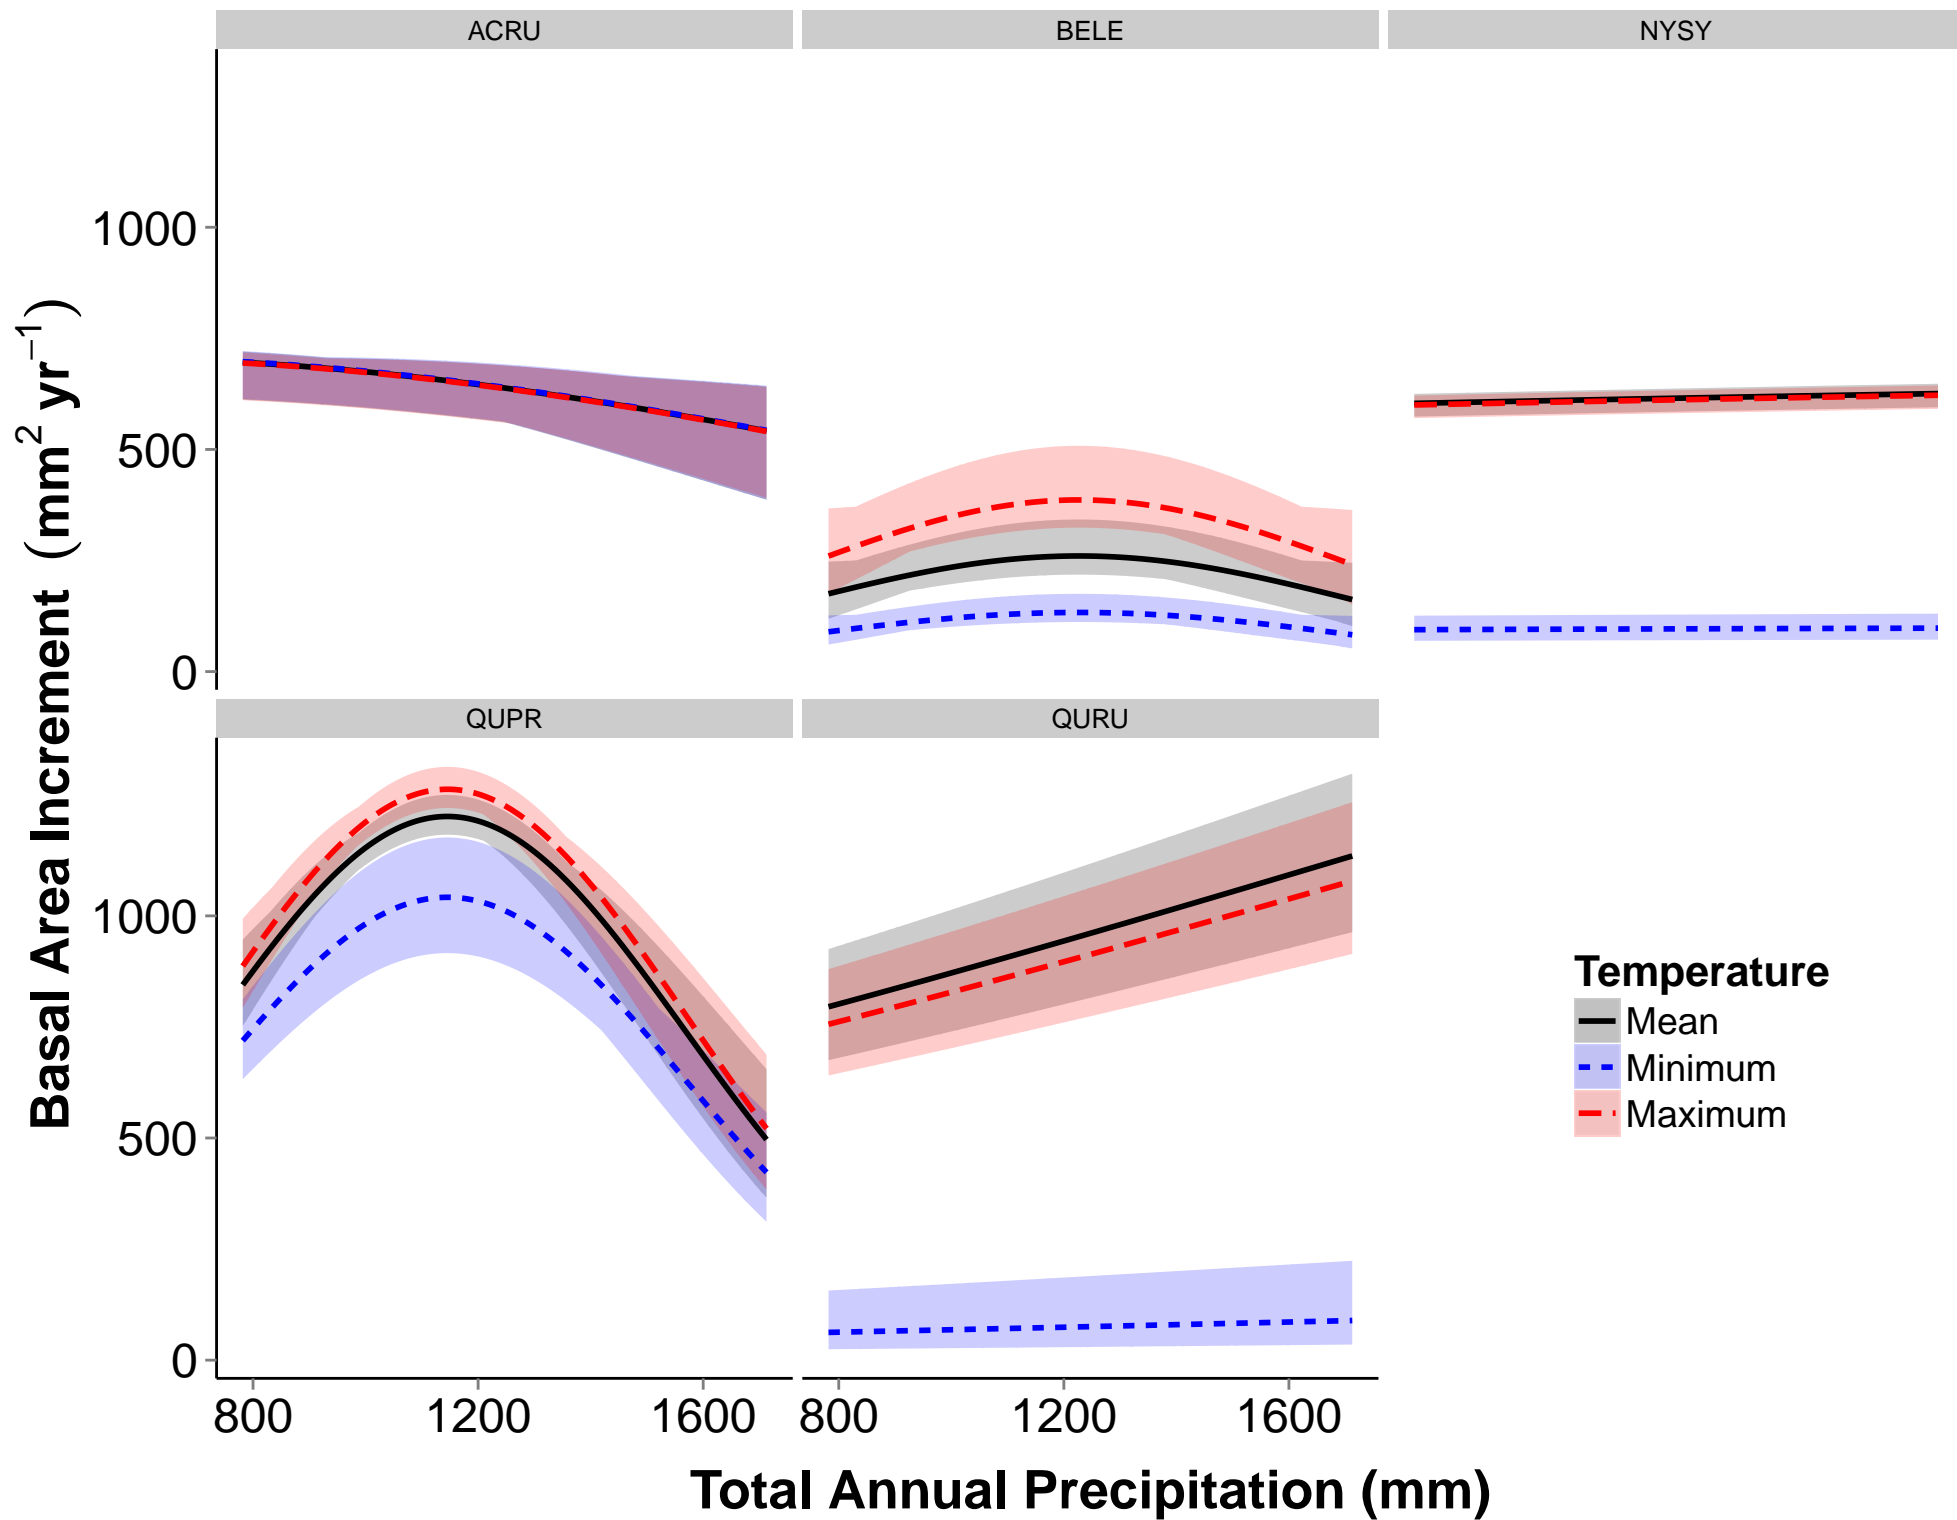 ACRU
BELE
NYSY
1000
500
0
QUPR
QURU
1000
500
0
800
1200
1600
800
1200
1600
Basal Area Increment (mm² yr⁻¹)
Total Annual Precipitation (mm)
Temperature
Mean
Minimum
Maximum